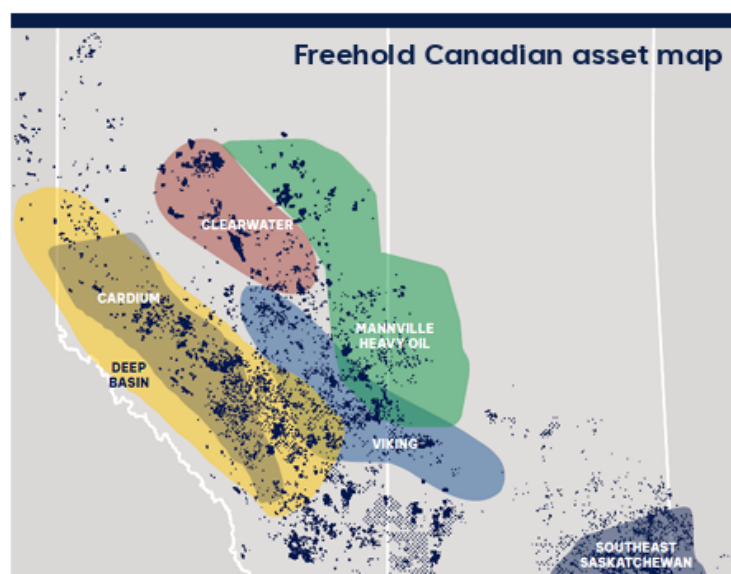 Freehold Canadian asset map
CLEARWATER
CARDIUM
MANNVILLE
HEAVY OIL
DEEP
BASIN
VIKING
SOUTHEAST
SASKATCHEWAN